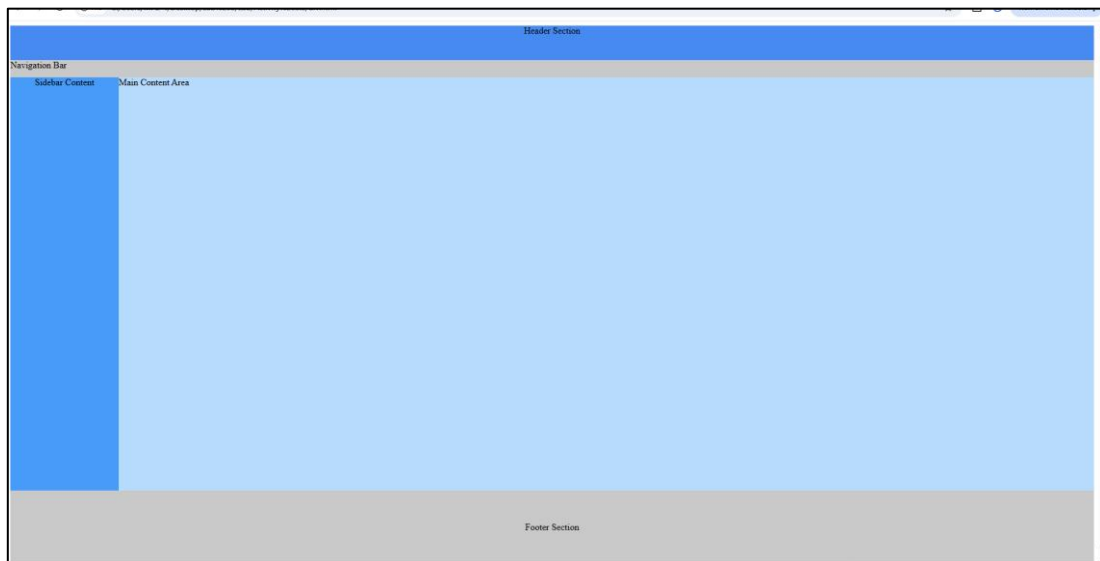 Header Section
Navigation Bar
Sidebar Content
Main Content Area
Footer Section